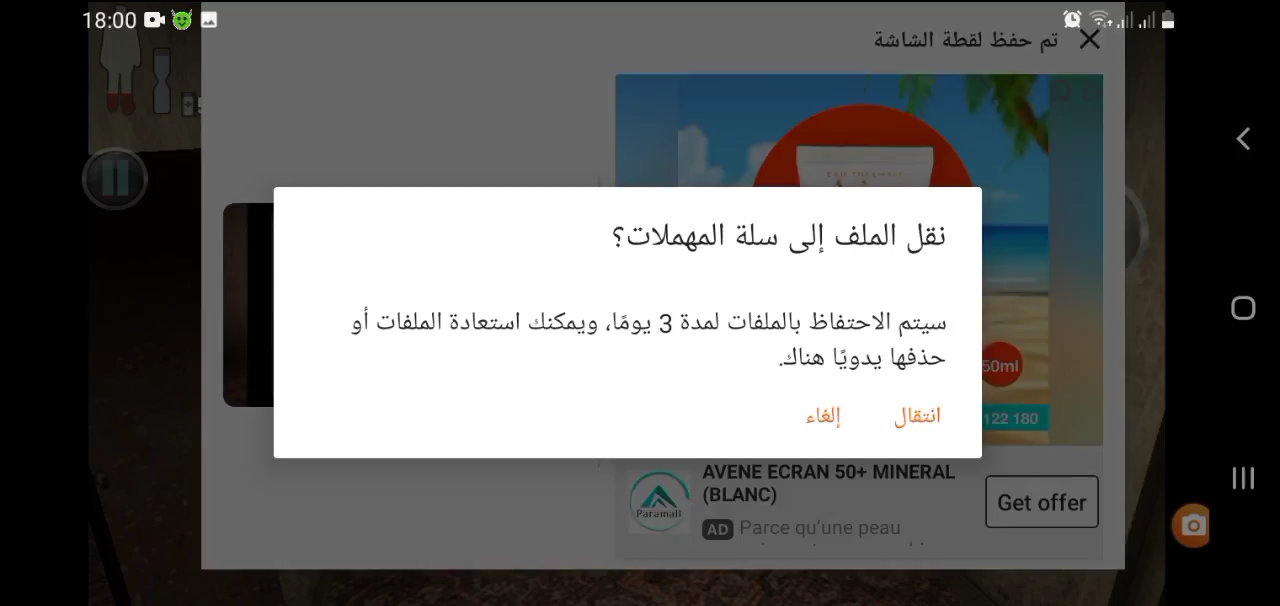 18:00
تم حفظ لقطة الشاشة
نقل الملف إلى سلة المهملات؟
سيتم الاحتفاظ بالملفات لمدة 3 يومًا، ويمكنك استعادة الملفات أو
حذفها يدويًا هناك.
انتقال
إلغاء
50ml
122 180
AVENE ECRAN 50+ MINERAL
(BLANC)
Paramall
AD Parce qu'une peau
Get offer